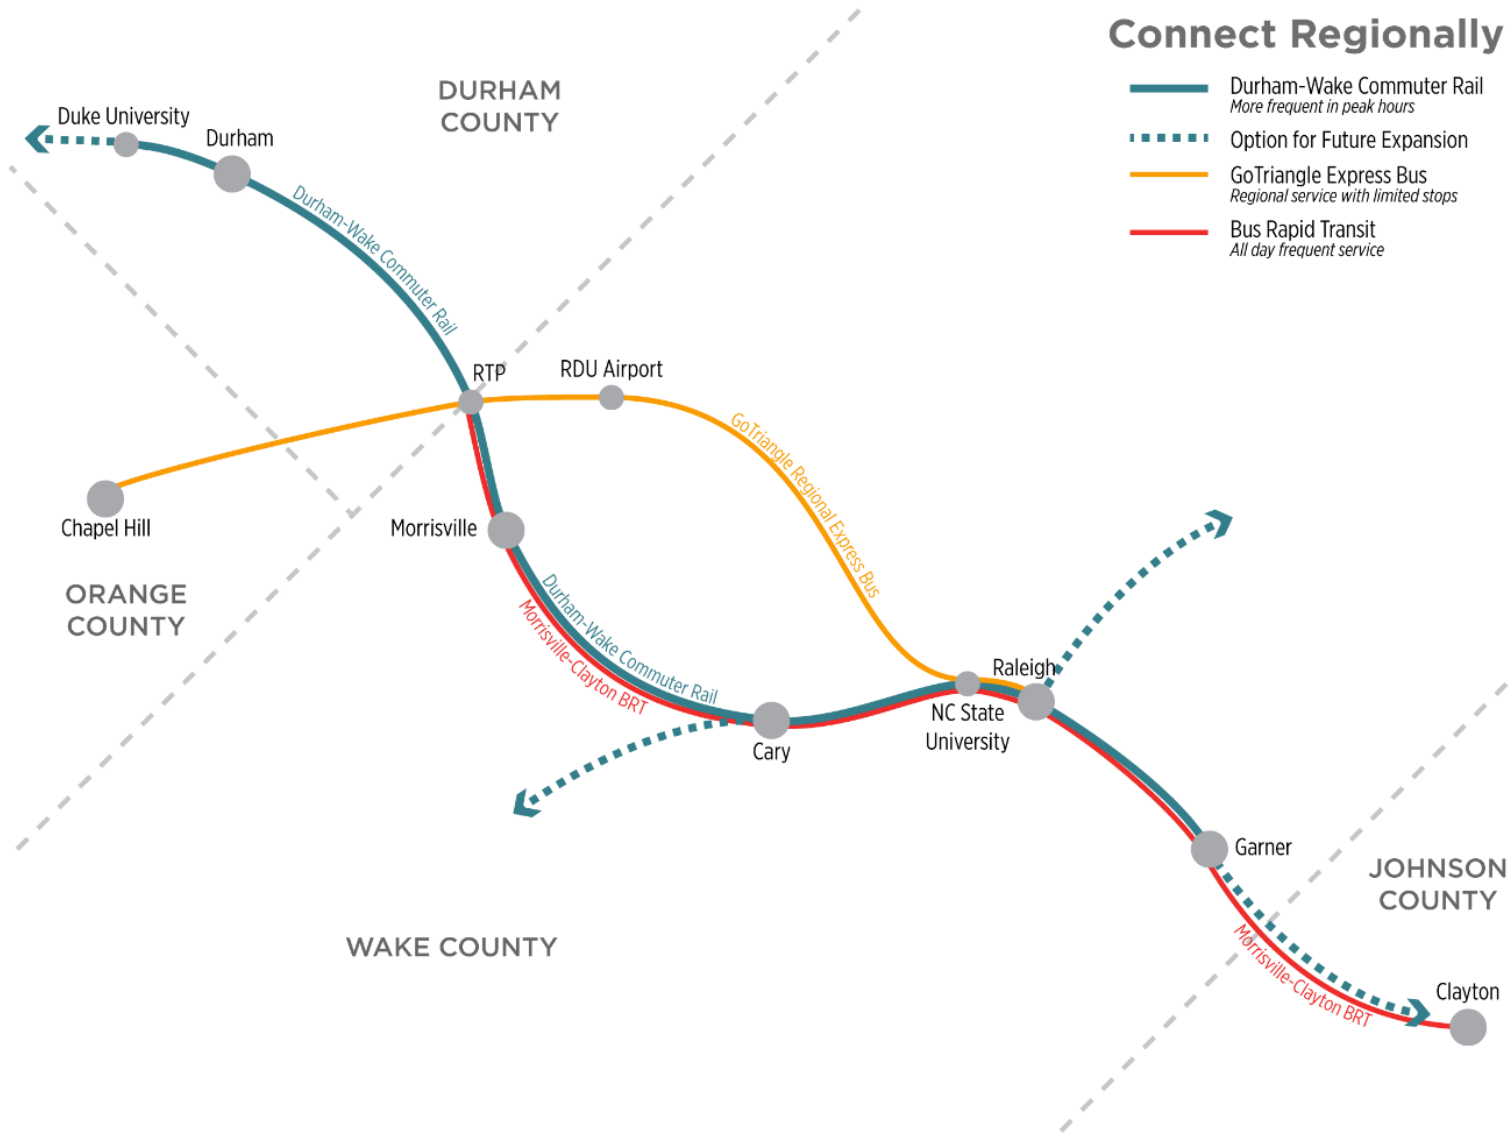 Connect Regionally
Durham-Wake Commuter Rail
More frequent in peak hours
Option for Future Expansion
GoTriangle Express Bus
Regional service with limited stops
Bus Rapid Transit
All day frequent service
DURHAM
COUNTY
Duke University
Durham
Durham-Wake Commuter Rail
RTP
RDU Airport
GoTriangle Regional Express Bus
Chapel Hill
Morrisville
ORANGE
COUNTY
Durham-Wake Commuter Rail
Morrisville-Clayton BRT
Raleigh
NC State
University
Cary
Garner
JOHNSON
COUNTY
WAKE COUNTY
Morrisville-Clayton BRT
Clayton